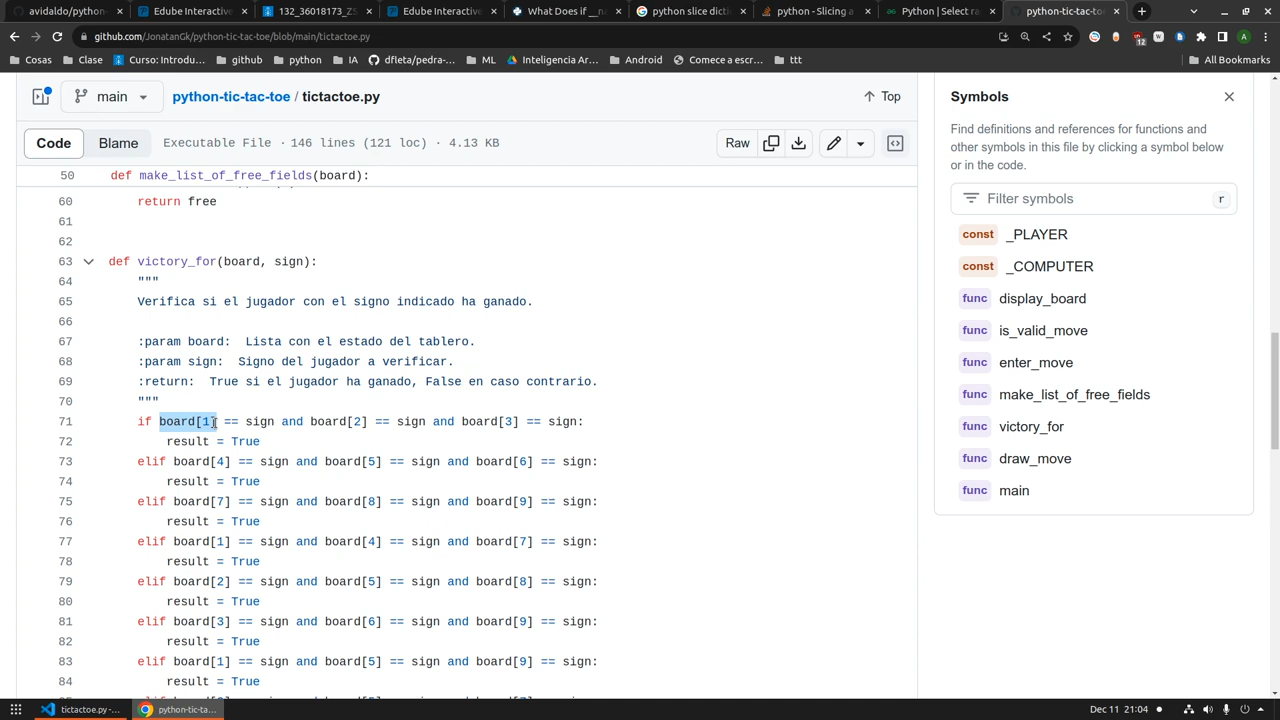 avidaldo/python-
Edube Interactive
132_36018173_ZS
Edube Interactive
What Does if __na
python slice dictio
python - Slicing a
Python | Select ra
python-tic-tac-toe
github.com/JonatanGk/python-tic-tac-toe/blob/main/tictactoe.py
12
A
Cosas
Clase
Curso: Introdu...
github
python
IA
dfleta/pedra-...
ML
Inteligencia Ar...
Android
Comece a escr...
ttt
All Bookmarks
main
python-tic-tac-toe / tictactoe.py
Top
Code
Blame
Executable File · 146 lines (121 loc) · 4.13 KB
Raw
50 def make_list_of_free_fields(board):
60 return free
61
62
63 def victory_for(board, sign):
64 """
65 Verifica si el jugador con el signo indicado ha ganado.
66
67 :param board:  Lista con el estado del tablero.
68 :param sign:  Signo del jugador a verificar.
69 :return:  True si el jugador ha ganado, False en caso contrario.
70 """
71 if board[1] == sign and board[2] == sign and board[3] == sign:
72 result = True
73 elif board[4] == sign and board[5] == sign and board[6] == sign:
74 result = True
75 elif board[7] == sign and board[8] == sign and board[9] == sign:
76 result = True
77 elif board[1] == sign and board[4] == sign and board[7] == sign:
78 result = True
79 elif board[2] == sign and board[5] == sign and board[8] == sign:
80 result = True
81 elif board[3] == sign and board[6] == sign and board[9] == sign:
82 result = True
83 elif board[1] == sign and board[5] == sign and board[9] == sign:
84 result = True
Symbols
Find definitions and references for functions and
other symbols in this file by clicking a symbol below
or in the code.
Filter symbols
r
const _PLAYER
const _COMPUTER
func display_board
func is_valid_move
func enter_move
func make_list_of_free_fields
func victory_for
func draw_move
func main
tictactoe.py -...
python-tic-ta...
Dec 11 21:04